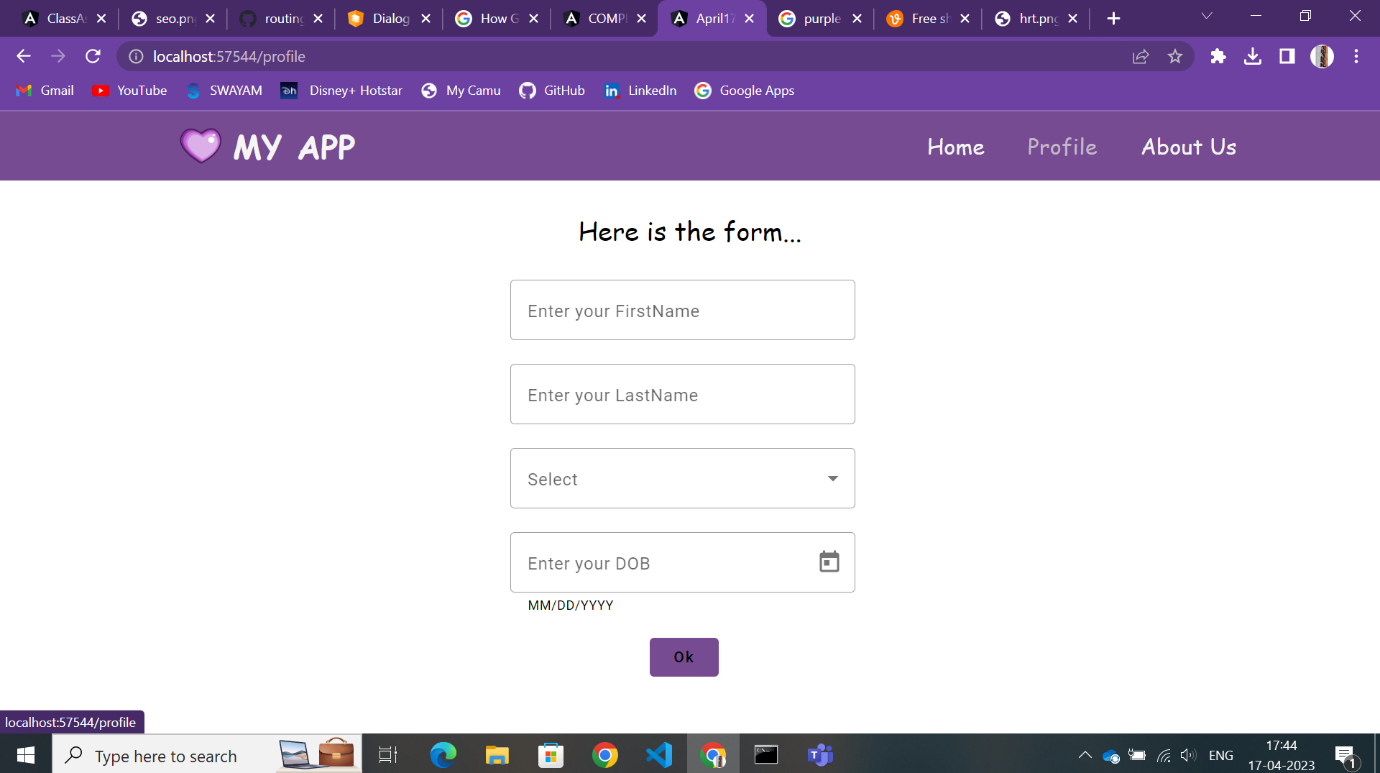 ClassAs seo.pn routing Dialog How G COMP April17 purple Free sh hrt.png
localhost:57544/profile
Gmail YouTube SWAYAM Disney+ Hotstar My Camu GitHub LinkedIn Google Apps
MY APP Home Profile About Us
Here is the form...
Enter your FirstName
Enter your LastName
Select
Enter your DOB
MM/DD/YYYY
Ok
localhost:57544/profile
Type here to search
ENG
17:44
17-04-2023
1